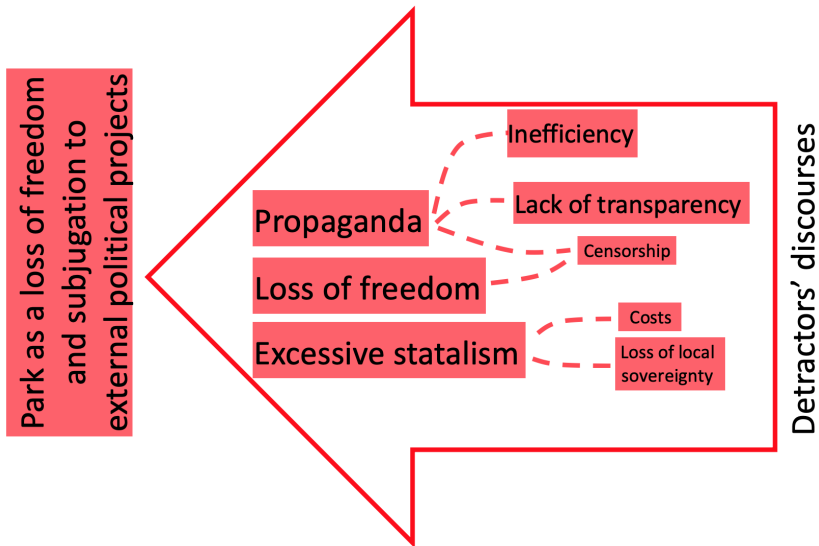 Park as a loss of freedom
and subjugation to
external political projects
Inefficiency
Propaganda
Lack of transparency
Censorship
Loss of freedom
Excessive statalism
Costs
Loss of local
sovereignty
Detractors’ discourses